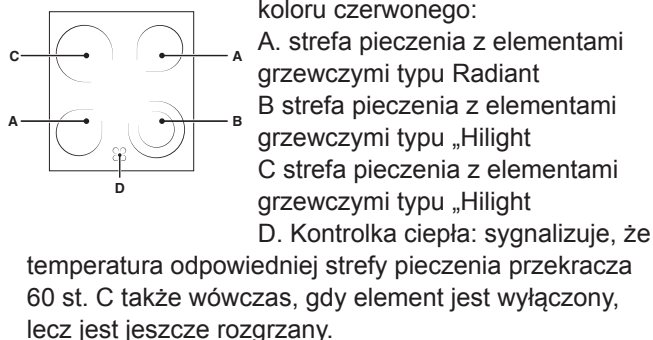 koloru czerwonego:
A. strefa pieczenia z elementami
grzewczymi typu Radiant
B strefa pieczenia z elementami
grzewczymi typu „Hilight
C strefa pieczenia z elementami
grzewczymi typu „Hilight
D. Kontrolka ciepła: sygnalizuje, że
temperatura odpowiedniej strefy pieczenia przekracza
60 st. C także wówczas, gdy element jest wyłączony,
lecz jest jeszcze rozgrzany.
C
A
A
B
D